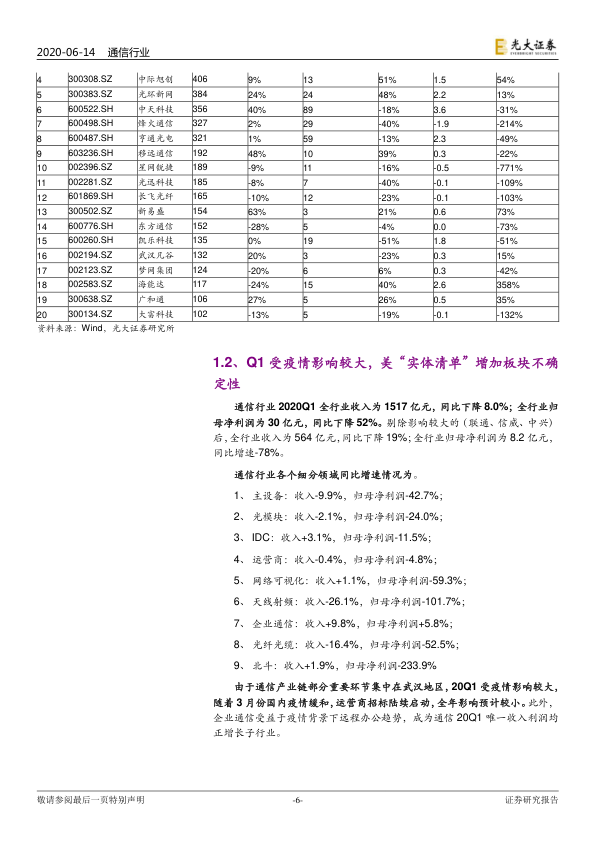 2020-06-14 通信行业
光大证券
EVERBRIGHT SECURITIES
4 300308.SZ 中际旭创 406 9% 13 51% 1.5 54%
5 300383.SZ 光环新网 384 24% 24 48% 2.2 13%
6 600522.SH 中天科技 356 40% 89 -18% 3.6 -31%
7 600498.SH 烽火通信 327 2% 29 -40% -1.9 -214%
8 600487.SH 亨通光电 321 1% 59 -13% 2.3 -49%
9 603236.SH 移远通信 192 48% 10 39% 0.3 -22%
10 002396.SZ 星网锐捷 189 -9% 11 -16% -0.5 -771%
11 002281.SZ 光迅科技 185 -8% 7 -40% -0.1 -109%
12 601869.SH 长飞光纤 165 -10% 12 -23% -0.1 -103%
13 300502.SZ 新易盛 154 63% 3 21% 0.6 73%
14 600776.SH 东方通信 152 -28% 5 -4% 0.0 -73%
15 600260.SH 凯乐科技 135 0% 19 -51% 1.8 -51%
16 002194.SZ 武汉凡谷 132 20% 3 -23% 0.3 15%
17 002123.SZ 梦网集团 124 -20% 6 6% 0.3 -42%
18 002583.SZ 海能达 117 -24% 15 40% 2.6 358%
19 300638.SZ 广和通 106 27% 5 26% 0.5 35%
20 300134.SZ 大富科技 102 -13% 5 -19% -0.1 -132%
资料来源：Wind，光大证券研究所
1.2、Q1 受疫情影响较大，美“实体清单”增加板块不确
定性
通信行业 2020Q1 全行业收入为 1517 亿元，同比下降 8.0%；全行业归
母净利润为 30 亿元，同比下降 52%。剔除影响较大的（联通、信威、中兴）
后，全行业收入为 564 亿元，同比下降 19%；全行业归母净利润为 8.2 亿元，
同比增速-78%。
通信行业各个细分领域同比增速情况为。
1、 主设备：收入-9.9%，归母净利润-42.7%；
2、 光模块：收入-2.1%，归母净利润-24.0%；
3、 IDC：收入+3.1%，归母净利润-11.5%；
4、 运营商：收入-0.4%，归母净利润-4.8%；
5、 网络可视化：收入+1.1%，归母净利润-59.3%；
6、 天线射频：收入-26.1%，归母净利润-101.7%；
7、 企业通信：收入+9.8%，归母净利润+5.8%；
8、 光纤光缆：收入-16.4%，归母净利润-52.5%；
9、 北斗：收入+1.9%，归母净利润-233.9%
由于通信产业链部分重要环节集中在武汉地区，20Q1 受疫情影响较大，
随着 3 月份国内疫情缓和，运营商招标陆续启动，全年影响预计较小。此外，
企业通信受益于疫情背景下远程办公趋势，成为通信 20Q1 唯一收入利润均
正增长子行业。
敬请参阅最后一页特别声明 -6- 证券研究报告